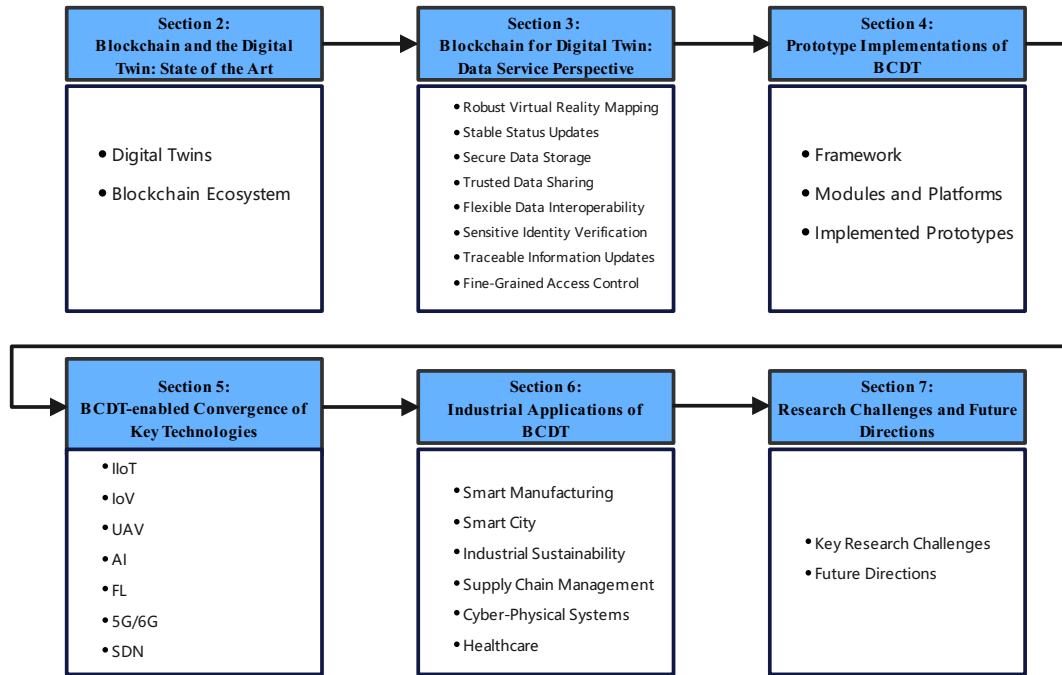 Section 2:
Blockchain and the Digital
Twin: State of the Art
• Digital Twins
• Blockchain Ecosystem
Section 3:
Blockchain for Digital Twin:
Data Service Perspective
• Robust Virtual Reality Mapping
• Stable Status Updates
• Secure Data Storage
• Trusted Data Sharing
• Flexible Data Interoperability
• Sensitive Identity Verification
• Traceable Information Updates
• Fine-Grained Access Control
Section 4:
Prototype Implementations of
BCDT
• Framework
• Modules and Platforms
• Implemented Prototypes
Section 5:
BCDT-enabled Convergence of
Key Technologies
• IIoT
• IoV
• UAV
• AI
• FL
• 5G/6G
• SDN
Section 6:
Industrial Applications of
BCDT
• Smart Manufacturing
• Smart City
• Industrial Sustainability
• Supply Chain Management
• Cyber-Physical Systems
• Healthcare
Section 7:
Research Challenges and Future
Directions
• Key Research Challenges
• Future Directions